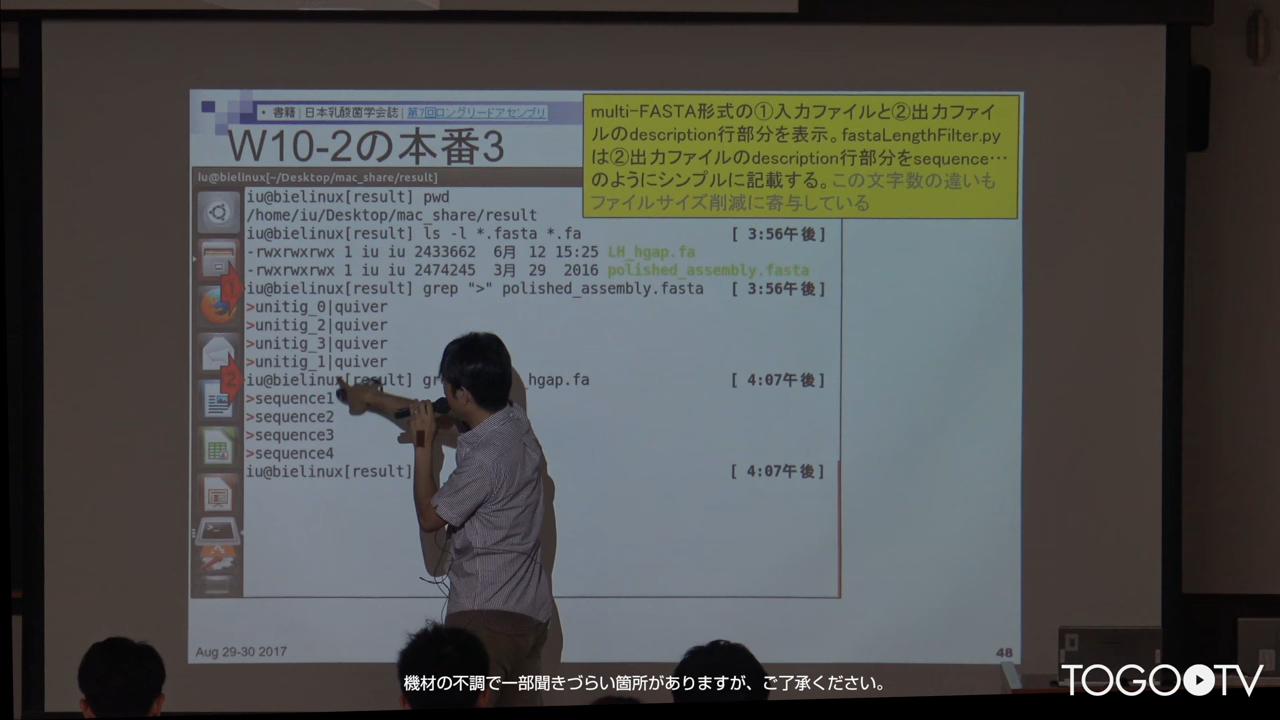 • 書籍 | 日本乳酸菌学会誌 | 第7回ロングリードアセンブリ
W10-2の本番3
multi-FASTA形式の①入力ファイルと②出力ファイ
ルのdescription行部分を表示。fastaLengthFilter.py
は②出力ファイルのdescription行部分をsequence…
のようにシンプルに記載する。この文字数の違いも
ファイルサイズ削減に寄与している
iu@bielinux[~/Desktop/mac_share/result]
iu@bielinux[result] pwd
/home/iu/Desktop/mac_share/result
iu@bielinux[result] ls -l *.fasta *.fa [ 3:56午後]
-rwxrwxrwx 1 iu iu 2433662 6月 12 15:25 LH_hgap.fa
-rwxrwxrwx 1 iu iu 2474245 3月 29 2016 polished_assembly.fasta
iu@bielinux[result] grep ">" polished_assembly.fasta [ 3:56午後]
>unitig_0|quiver
>unitig_2|quiver
>unitig_3|quiver
>unitig_1|quiver
iu@bielinux[result] _hgap.fa [ 4:07午後]
>sequence1
>sequence2
>sequence3
>sequence4
iu@bielinux[result] [ 4:07午後]
1
2
Aug 29-30 2017
48
機材の不調で一部聞きづらい箇所がありますが、ご了承ください。
TOGO TV